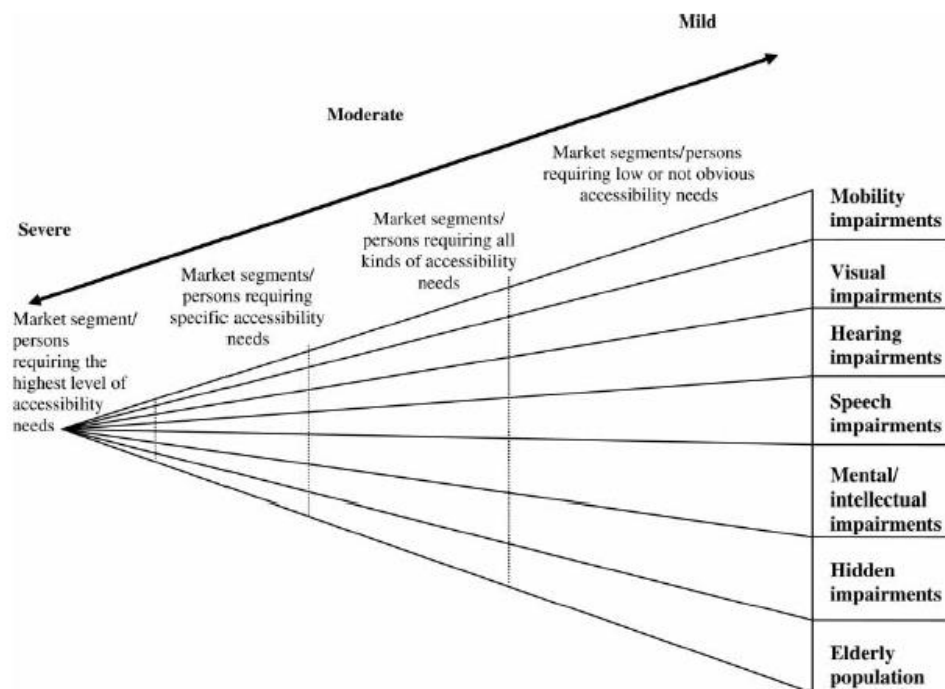 Mild
Moderate
Market segments/persons
requiring low or not obvious
accessibility needs
Severe
Market segments/
persons requiring all
kinds of accessibility
needs
Market segments/
persons requiring
specific accessibility
needs
Market segment/
persons
requiring the
highest level of
accessibility
needs
Mobility
impairments
Visual
impairments
Hearing
impairments
Speech
impairments
Mental/
intellectual
impairments
Hidden
impairments
Elderly
population